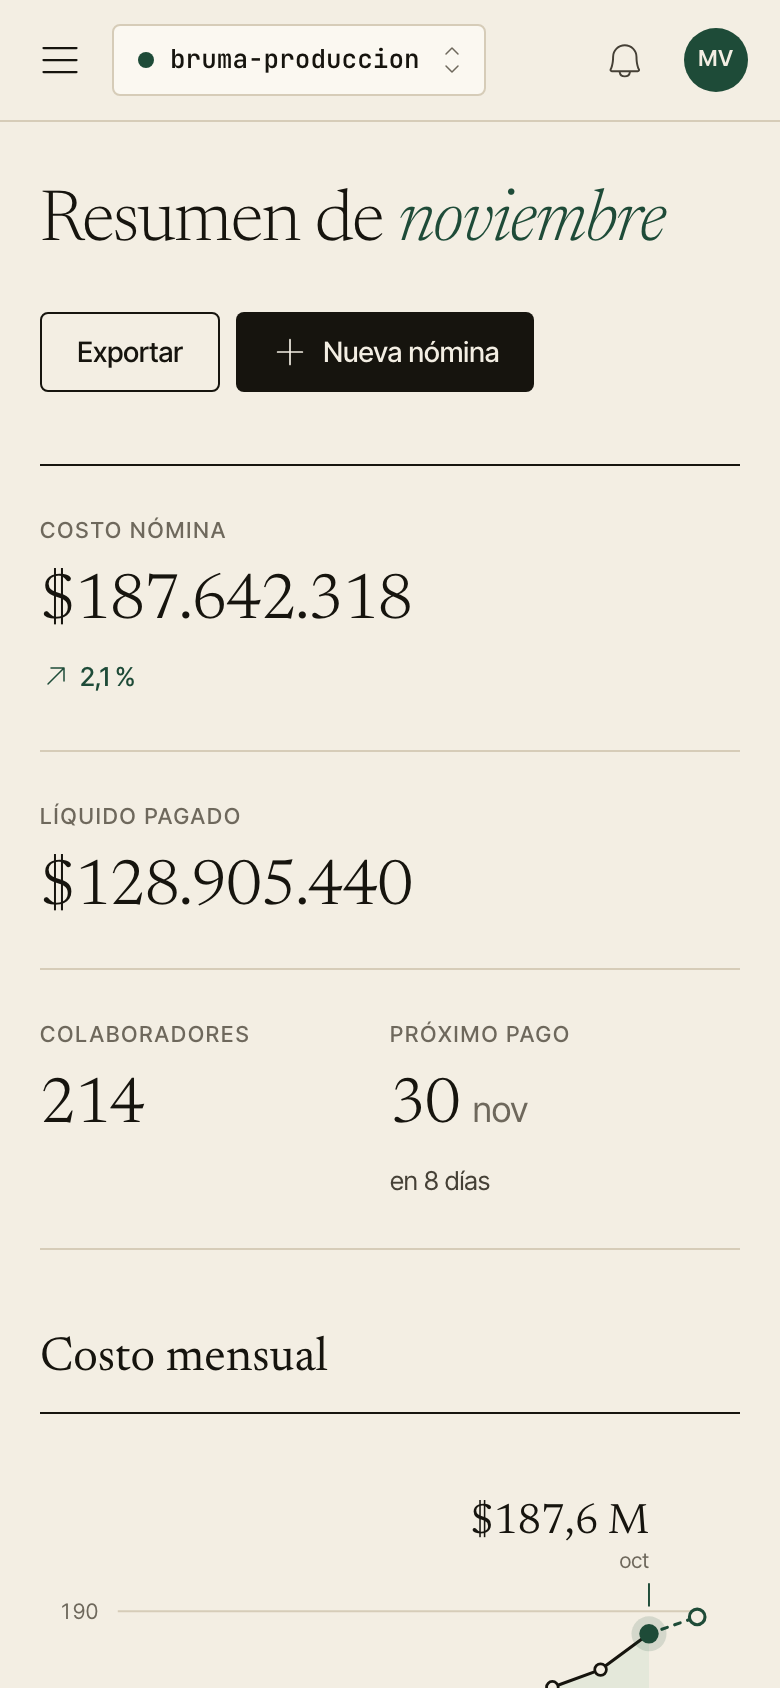 bruma-produccion
MV
Resumen de noviembre
Exportar
Nueva nómina
COSTO NÓMINA
$187.642.318
2,1 %
LÍQUIDO PAGADO
$128.905.440
COLABORADORES
PRÓXIMO PAGO
214
30 nov
en 8 días
Costo mensual
$187,6 M
oct
190